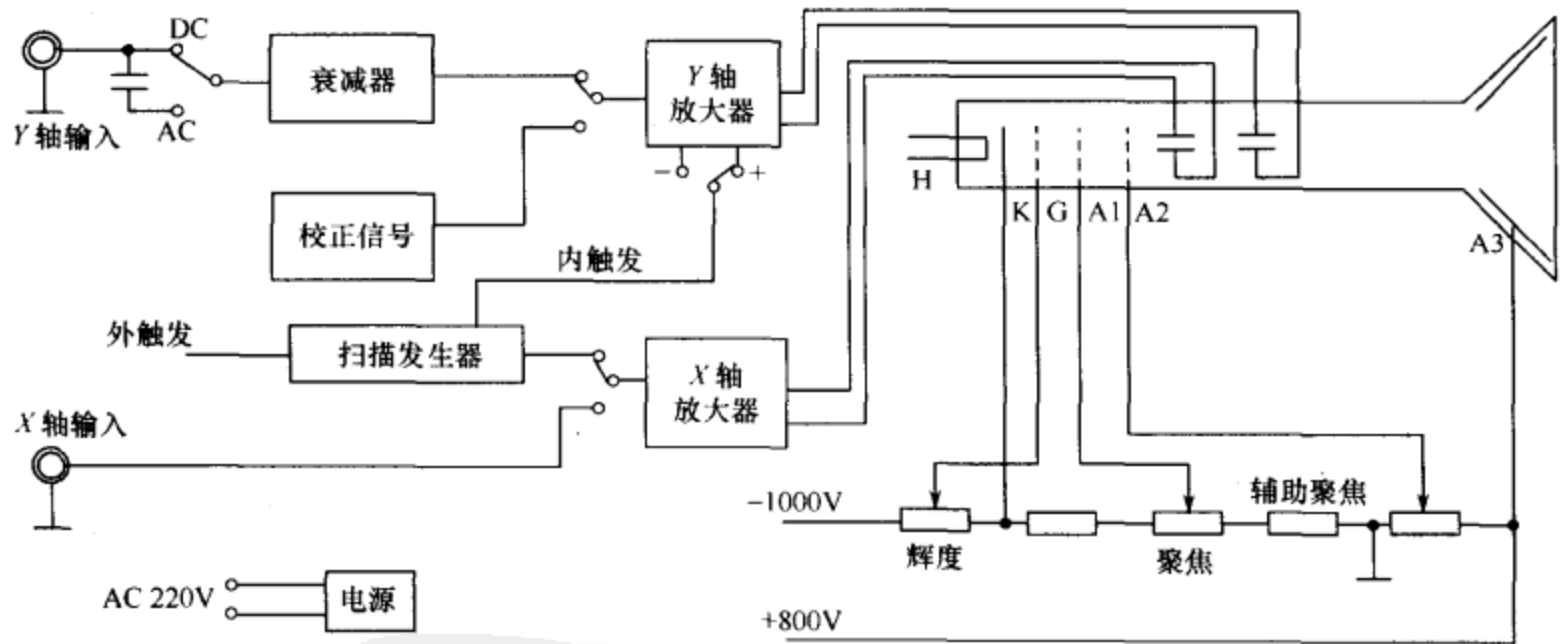 DC
AC
Y 轴输入
衰减器
校正信号
Y 轴
放大器
−
+
内触发
外触发
扫描发生器
X 轴输入
X 轴
放大器
AC 220V
电源
H
K
G
A1
A2
A3
−1000V
辉度
聚焦
辅助聚焦
+800V